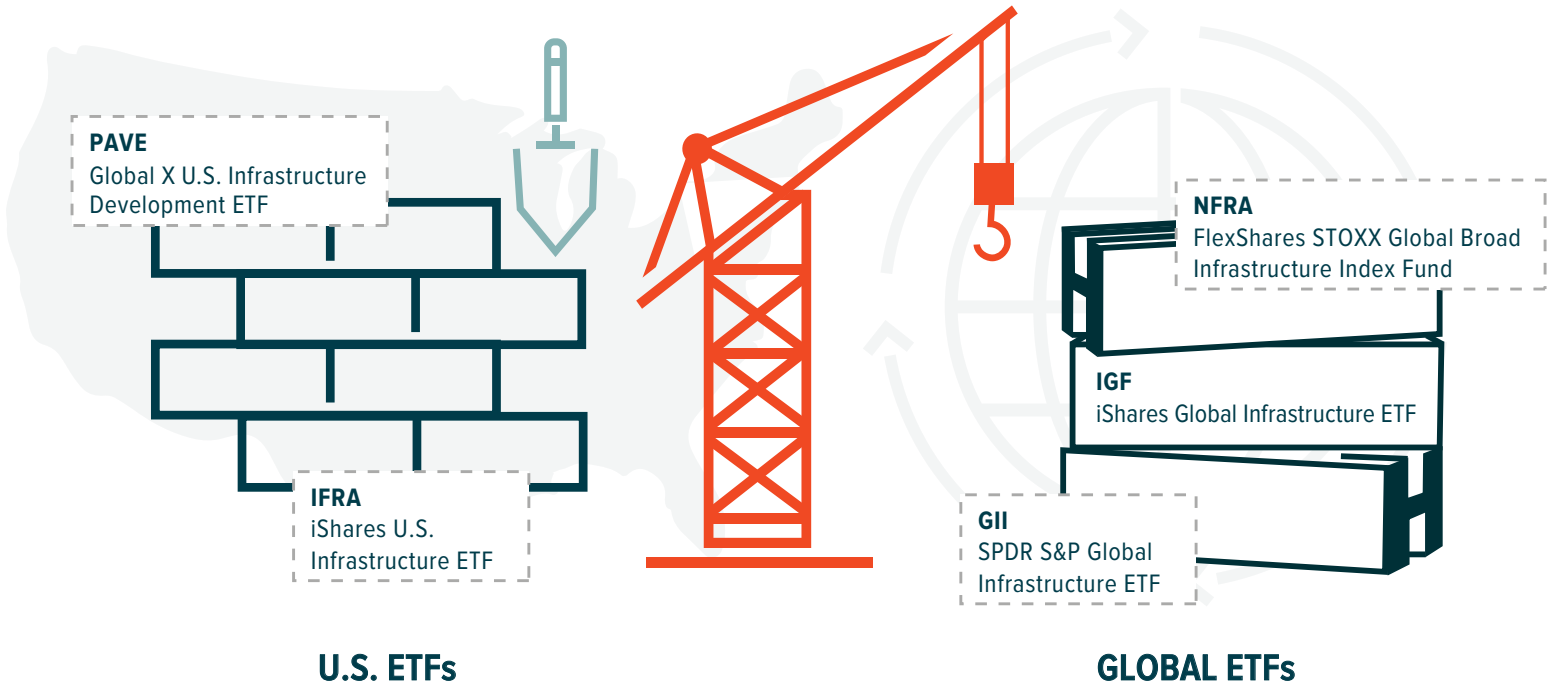 PAVE
Global X U.S. Infrastructure
Development ETF
IFRA
iShares U.S.
Infrastructure ETF
U.S. ETFs
NFRA
FlexShares STOXX Global Broad
Infrastructure Index Fund
IGF
iShares Global Infrastructure ETF
GII
SPDR S&P Global
Infrastructure ETF
GLOBAL ETFs